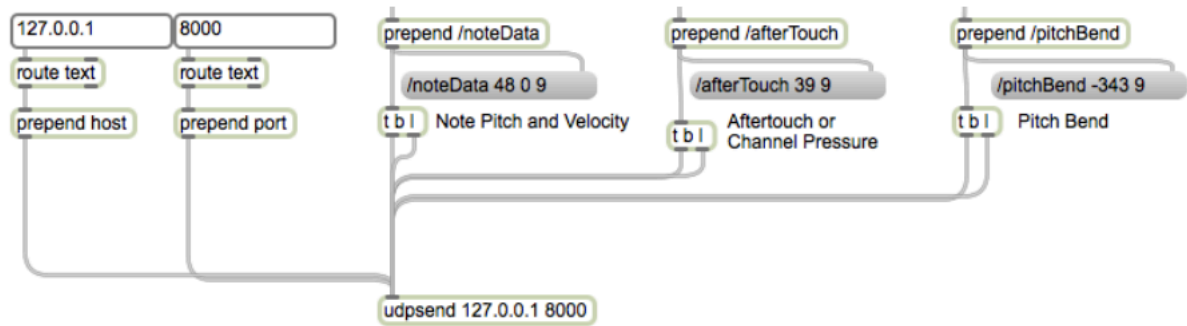 127.0.0.1
8000
prepend /noteData
prepend /afterTouch
prepend /pitchBend
route text
route text
/noteData 48 0 9
/afterTouch 39 9
/pitchBend -343 9
prepend host
prepend port
t b l
Note Pitch and Velocity
t b l
Aftertouch or
Channel Pressure
t b l
Pitch Bend
udpsend 127.0.0.1 8000